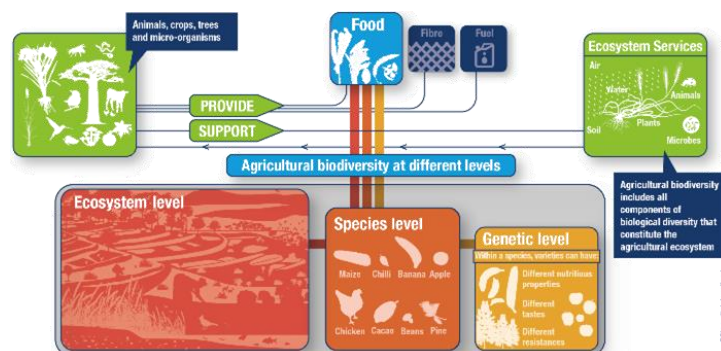 Animals, crops, trees
and micro-organisms
Food
Fibre
Fuel
Ecosystem Services
Air
Water
Animals
Plants
Soil
Microbes
PROVIDE
SUPPORT
Agricultural biodiversity at different levels
Agricultural biodiversity
includes all
components of
biological diversity that
constitute the
agricultural ecosystem
Ecosystem level
Species level
Maize Chilli Banana Apple
Chicken Cacao Beans Pine
Genetic level
Within a species, varieties can have:
Different nutritious
properties
Different
tastes
Different
resistances